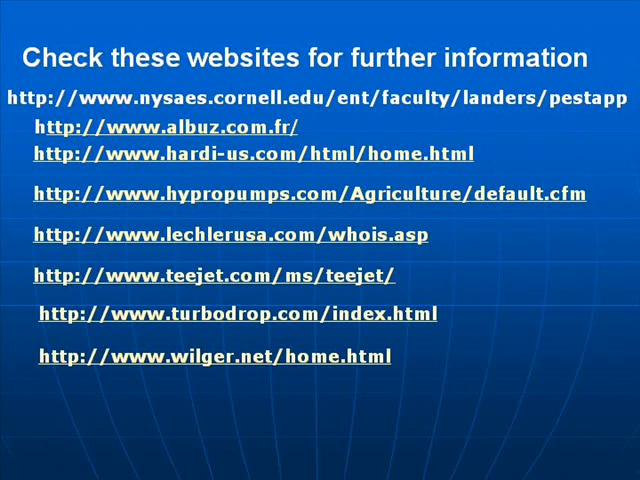 Check these websites for further information
http://www.nysaes.cornell.edu/ent/faculty/landers/pestapp
http://www.albuz.com.fr/
http://www.hardi-us.com/html/home.html
http://www.hypropumps.com/Agriculture/default.cfm
http://www.lechlerusa.com/whois.asp
http://www.teejet.com/ms/teejet/
http://www.turbodrop.com/index.html
http://www.wilger.net/home.html